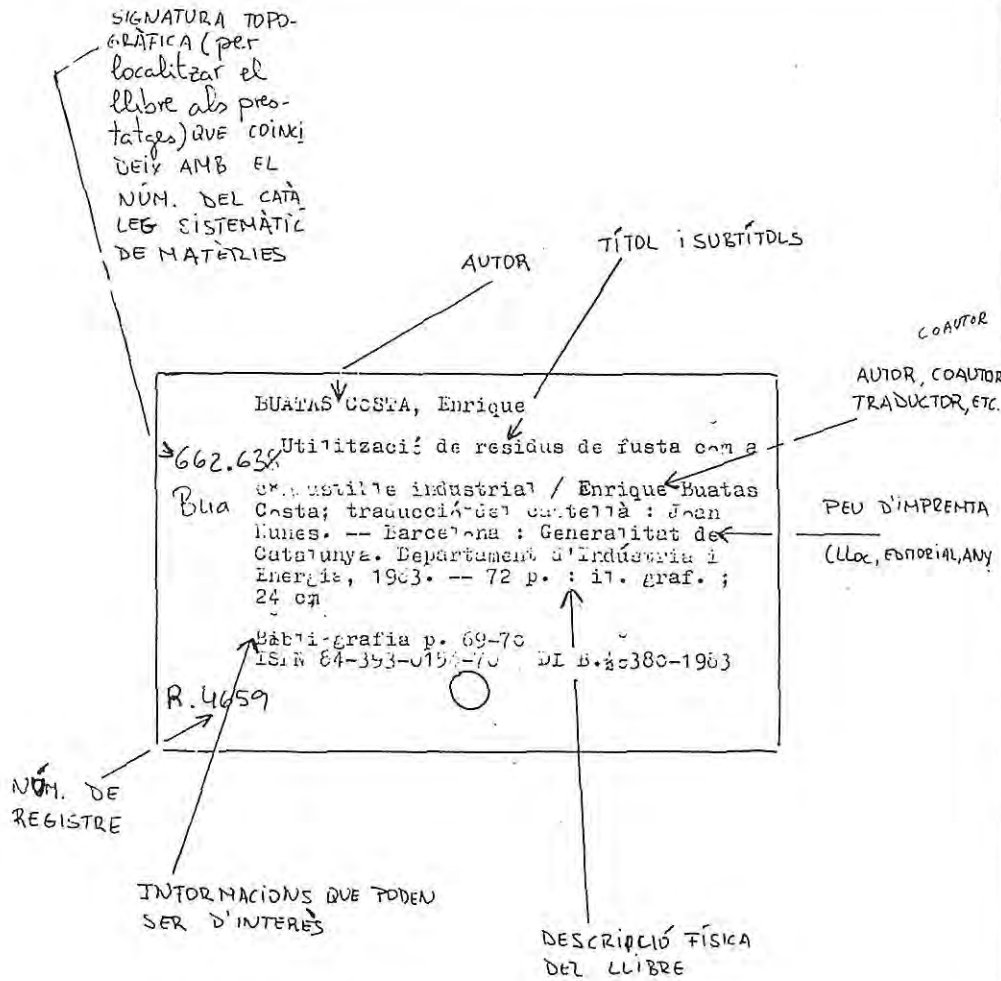 SIGNATURA TOPO-
GRÀFICA (per
localitzar el
llibre als pres-
tatges) QUE COINCI
DEIX AMB EL
NÚM. DEL CATÀ
LEG SISTEMÀTIC
DE MATÈRIES
AUTOR
TÍTOL i SUBTÍTOLS
COAUTOR
AUTOR, COAUTOR
TRADUCTOR, ETC.
BUATAS COSTA, Enrique
662.638 Utilització de residus de fusta com a
Bua
industrial / Enrique Buatas
Costa; traducció del castellà : Joan
Nunes. -- Barcelona : Generalitat de
Catalunya. Departament d'Indústria i
Energia, 1983. -- 72 p. : il. graf. ;
24 cm
Bibliografia p. 69-70
ISBN 84-393- DL B.
R.4659
PEU D'IMPREMTA
(LLOC, EDITORIAL, ANY
NÚM. DE
REGISTRE
INFORMACIONS QUE PODEN
SER D'INTERÈS
DESCRIPCIÓ FÍSICA
DEL LLIBRE